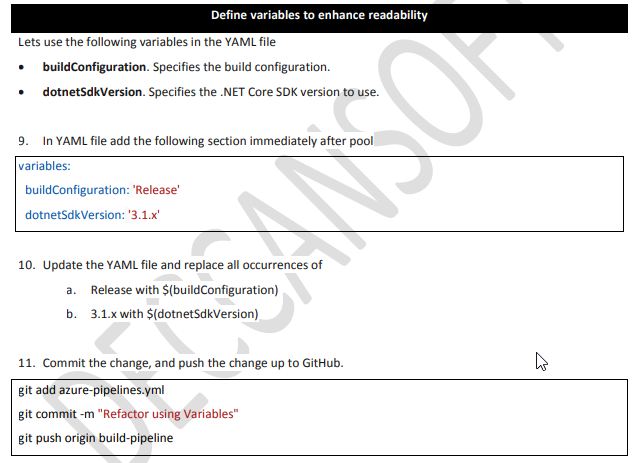 Define variables to enhance readability
Lets use the following variables in the YAML file
• buildConfiguration. Specifies the build configuration.
• dotnetSdkVersion. Specifies the .NET Core SDK version to use.
9. In YAML file add the following section immediately after pool
variables:
buildConfiguration: 'Release'
dotnetSdkVersion: '3.1.x'
10. Update the YAML file and replace all occurrences of
a. Release with $(buildConfiguration)
b. 3.1.x with $(dotnetSdkVersion)
11. Commit the change, and push the change up to GitHub.
git add azure-pipelines.yml
git commit -m "Refactor using Variables"
git push origin build-pipeline
DECCANSOFT